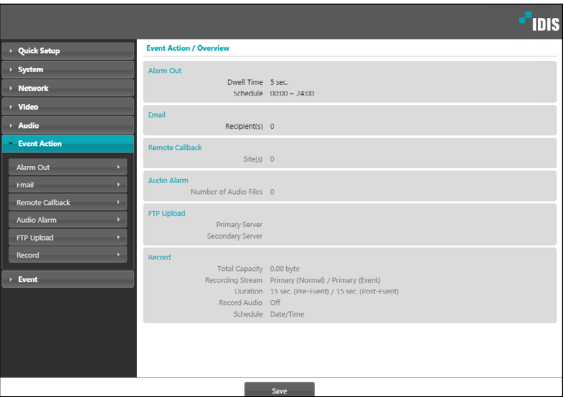 IDIS
Quick Setup
System
Network
Video
Audio
Event Action
Alarm Out
Email
Remote Callback
Audio Alarm
FTP Upload
Record
Event
Event Action / Overview
Alarm Out
Dwell Time 5 sec.
Schedule 00:00 ~ 24:00
Email
Recipient(s) 0
Remote Callback
Site(s) 0
Audio Alarm
Number of Audio Files 0
FTP Upload
Primary Server
Secondary Server
Record
Total Capacity 0.00 byte
Recording Stream Primary (Normal) / Primary (Event)
Duration 15 sec. (Pre-Event) / 15 sec. (Post-Event)
Record Audio Off
Schedule Date/Time
Save